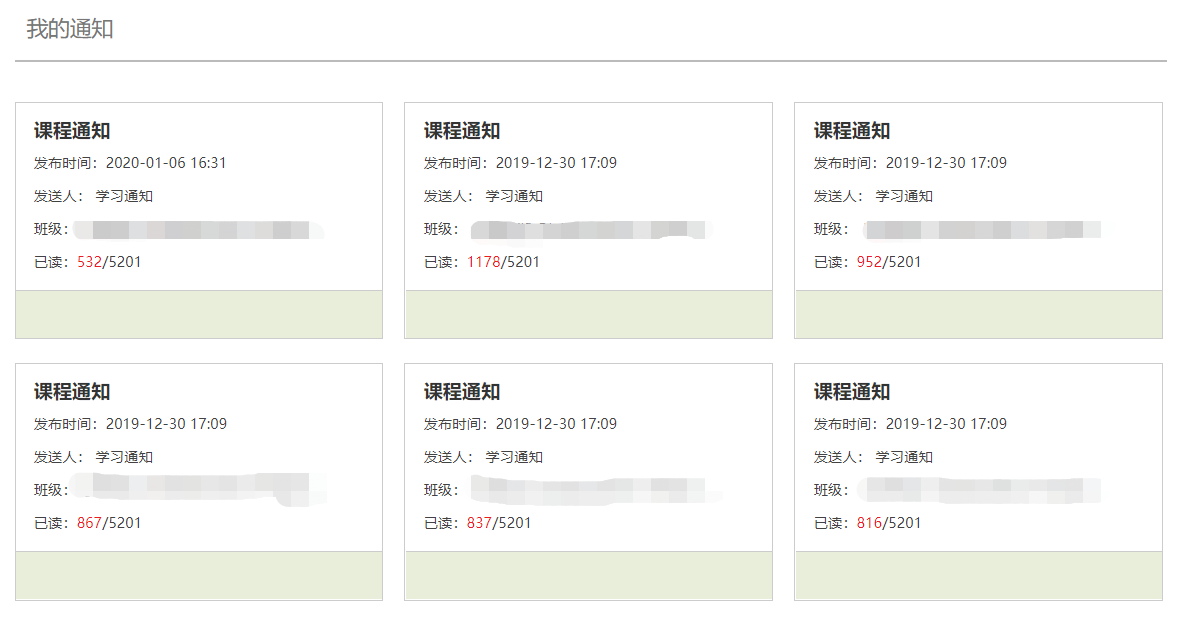 我的通知
课程通知
发布时间：2020-01-06 16:31
发送人： 学习通知
班级：
已读：532/5201
课程通知
发布时间：2019-12-30 17:09
发送人： 学习通知
班级：
已读：1178/5201
课程通知
发布时间：2019-12-30 17:09
发送人： 学习通知
班级：
已读：952/5201
课程通知
发布时间：2019-12-30 17:09
发送人： 学习通知
班级：
已读：867/5201
课程通知
发布时间：2019-12-30 17:09
发送人： 学习通知
班级：
已读：837/5201
课程通知
发布时间：2019-12-30 17:09
发送人： 学习通知
班级：
已读：816/5201